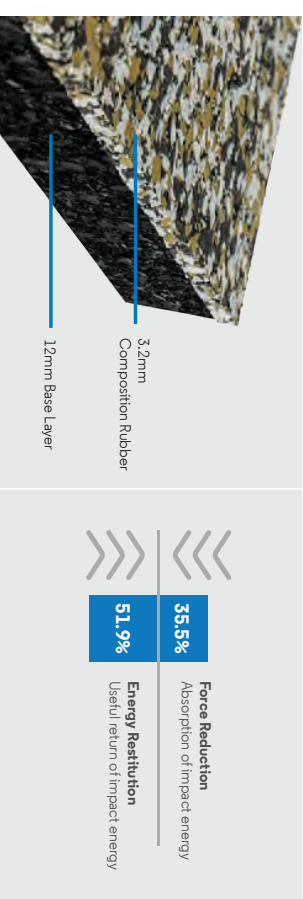 3.2mm
Composition Rubber
12mm Base Layer
35.5%
Force Reduction
Absorption of impact energy
51.9%
Energy Restitution
Useful return of impact energy